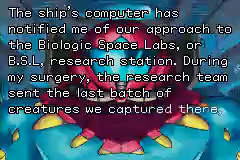 The ship's computer has
notified me of our approach to
the Biologic Space Labs, or
B.S.L, research station. During
my surgery, the research team
sent the last batch of
creatures we captured there.